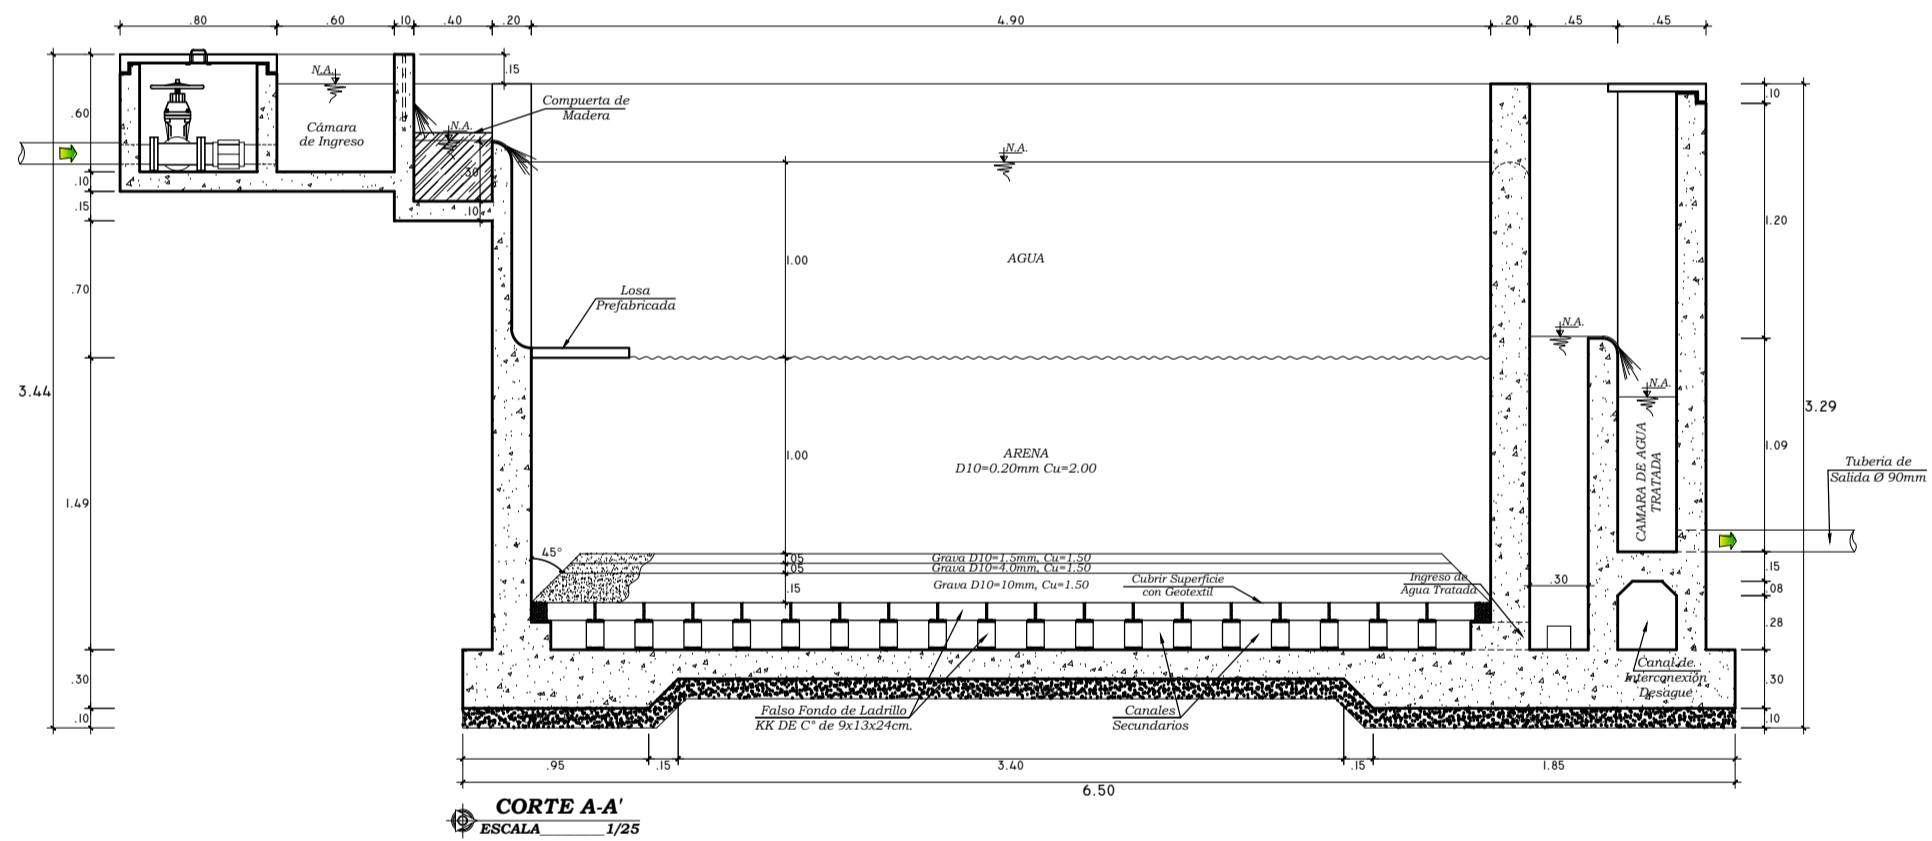 .80
.60
.10
.40
.20
4.90
.20
.45
.45
.15
N.A.
Compuerta de
Madera
.10
.60
Cámara
de Ingreso
N.A.
N.A.
.30
.10
.15
.10
1.20
AGUA
1.00
.70
Losa
Prefabricada
N.A.
3.44
N.A.
3.29
1.09
ARENA
D10=0.20mm Cu=2.00
1.00
CAMARA DE AGUA
TRATADA
Tuberia de
Salida Ø 90mm
1.49
45°
.05
Grava D10=1.5mm, Cu=1.50
.05
Grava D10=4.0mm, Cu=1.50
.15
Grava D10=10mm, Cu=1.50
Cubrir Superficie
con Geotextil
Ingreso de
Agua Tratada
.30
.15
.08
.28
.30
.10
Canal de
Interconexión
Desague
.30
.10
Falso Fondo de Ladrillo
KK DE C° de 9x13x24cm.
Canales
Secundarios
.95
.15
3.40
.15
1.85
6.50
CORTE A-A'
ESCALA________1/25